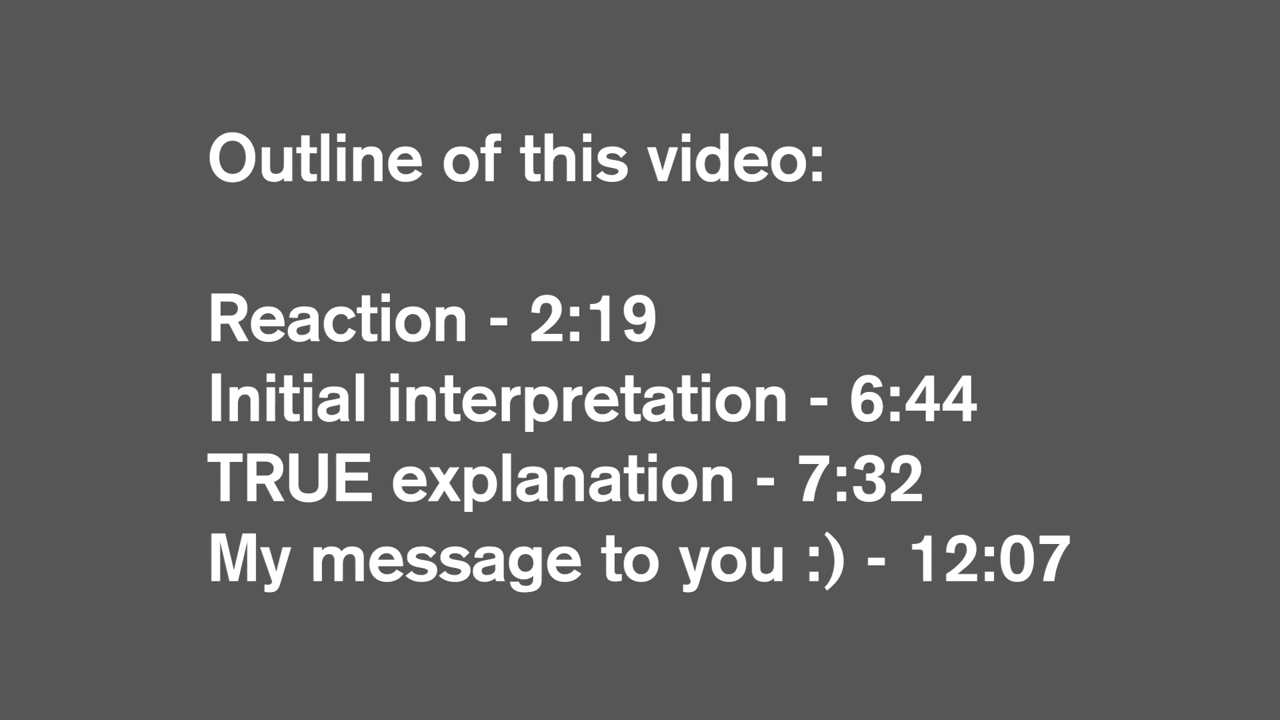 Outline of this video:
Reaction - 2:19
Initial interpretation - 6:44
TRUE explanation - 7:32
My message to you :) - 12:07